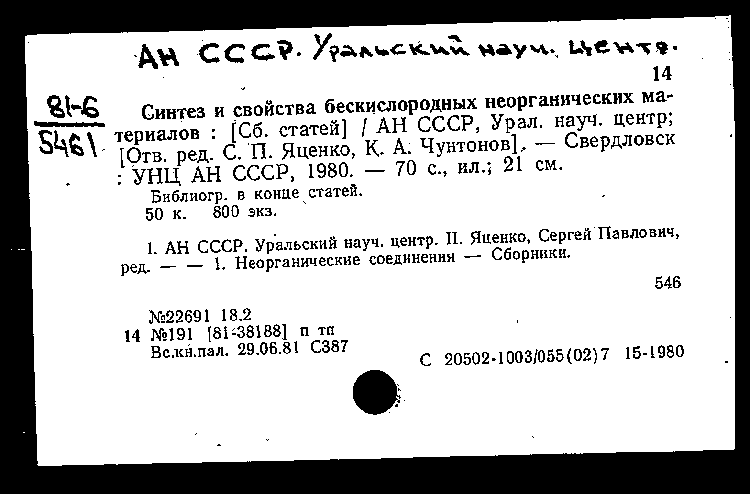 АН СССР. Уральский науч. центр.
14
81-6
5461
Синтез и свойства бескислородных неорганических ма-
териалов : [Сб. статей] / АН СССР, Урал. науч. центр;
[Отв. ред. С. П. Яценко, К. А. Чунтонов]. — Свердловск
: УНЦ АН СССР, 1980. — 70 с., ил.; 21 см.
Библиогр. в конце статей.
50 к. 800 экз.
1. АН СССР. Уральский науч. центр. II. Яценко, Сергей Павлович,
ред. — — 1. Неорганические соединения — Сборники.
546
№22691 18.2
14 №191 [81-38188] п тп
Вс.кн.пал. 29.06.81 С387
С 20502-1003/055(02)7 15-1980